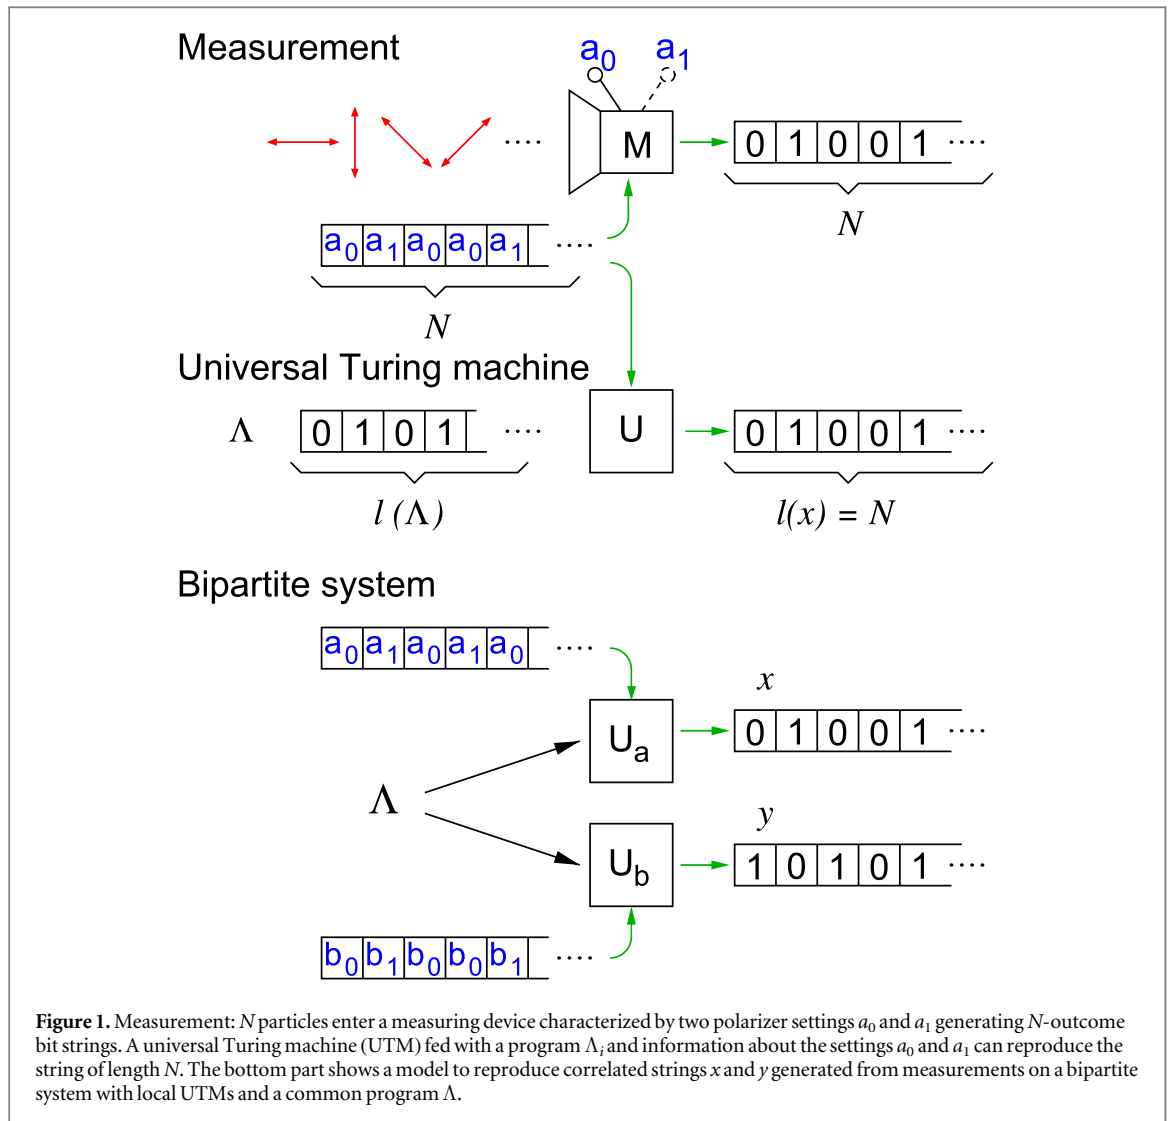 Measurement
a0 a1
M
0 1 0 0 1 ....
....
N
a0 a1 a0 a0 a1 ....
N
Universal Turing machine
Λ 0 1 0 1 .... U 0 1 0 0 1 ....
l (Λ) l(x) = N
Bipartite system
a0 a1 a0 a1 a0 ....
x
Ua 0 1 0 0 1 ....
Λ
y
Ub 1 0 1 0 1 ....
b0 b1 b0 b0 b1 ....
Figure 1. Measurement: N particles enter a measuring device characterized by two polarizer settings a0 and a1 generating N-outcome
bit strings. A universal Turing machine (UTM) fed with a program Λi and information about the settings a0 and a1 can reproduce the
string of length N. The bottom part shows a model to reproduce correlated strings x and y generated from measurements on a bipartite
system with local UTMs and a common program Λ.